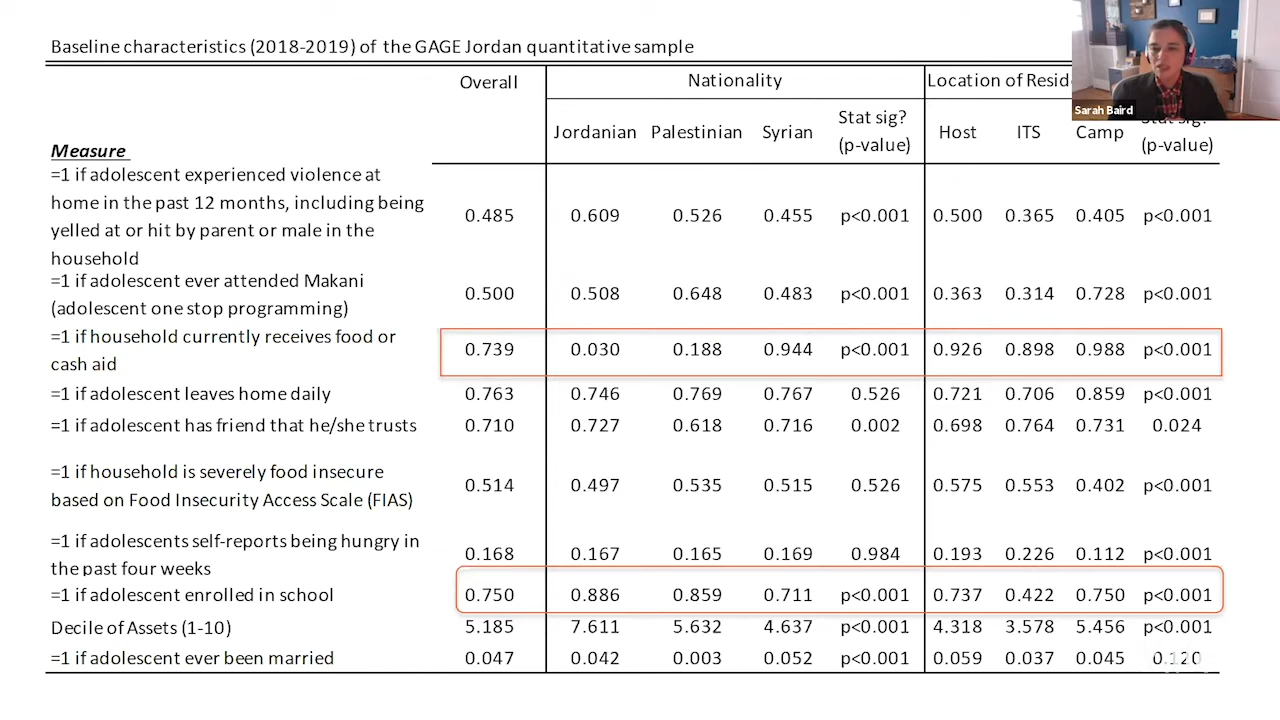 Baseline characteristics (2018-2019) of the GAGE Jordan quantitative sample
Overall Nationality Location of Resid
Sarah Baird
Measure Jordanian Palestinian Syrian Stat sig? (p-value) Host ITS Camp Stat sig? (p-value)
=1 if adolescent experienced violence at
home in the past 12 months, including being
yelled at or hit by parent or male in the
household
0.485 0.609 0.526 0.455 p<0.001 0.500 0.365 0.405 p<0.001
=1 if adolescent ever attended Makani
(adolescent one stop programming)
0.500 0.508 0.648 0.483 p<0.001 0.363 0.314 0.728 p<0.001
=1 if household currently receives food or
cash aid
0.739 0.030 0.188 0.944 p<0.001 0.926 0.898 0.988 p<0.001
=1 if adolescent leaves home daily 0.763 0.746 0.769 0.767 0.526 0.721 0.706 0.859 p<0.001
=1 if adolescent has friend that he/she trusts 0.710 0.727 0.618 0.716 0.002 0.698 0.764 0.731 0.024
=1 if household is severely food insecure
based on Food Insecurity Access Scale (FIAS)
0.514 0.497 0.535 0.515 0.526 0.575 0.553 0.402 p<0.001
=1 if adolescents self-reports being hungry in
the past four weeks
0.168 0.167 0.165 0.169 0.984 0.193 0.226 0.112 p<0.001
=1 if adolescent enrolled in school 0.750 0.886 0.859 0.711 p<0.001 0.737 0.422 0.750 p<0.001
Decile of Assets (1-10) 5.185 7.611 5.632 4.637 p<0.001 4.318 3.578 5.456 p<0.001
=1 if adolescent ever been married 0.047 0.042 0.003 0.052 p<0.001 0.059 0.037 0.045 0.120